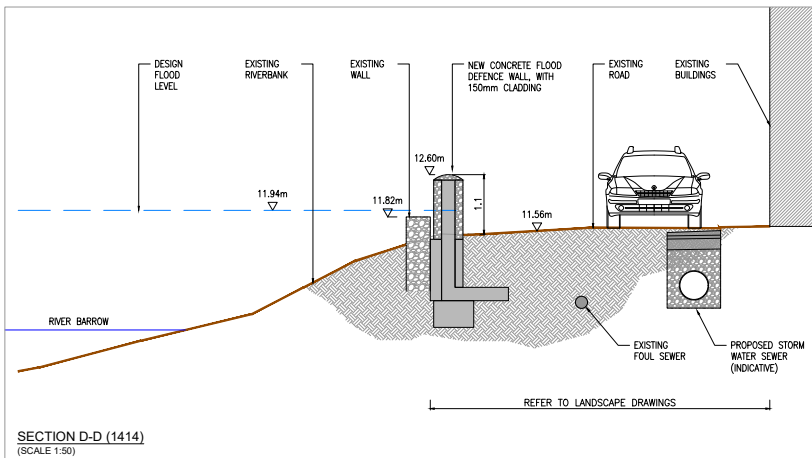 DESIGN
FLOOD
LEVEL
EXISTING
RIVERBANK
EXISTING
WALL
NEW CONCRETE FLOOD
DEFENCE WALL, WITH
150mm CLADDING
EXISTING
ROAD
EXISTING
BUILDINGS
12.60m
11.94m
11.82m
1.1
11.56m
RIVER BARROW
EXISTING
FOUL SEWER
PROPOSED STORM
WATER SEWER
(INDICATIVE)
REFER TO LANDSCAPE DRAWINGS
SECTION D-D (1414)
(SCALE 1:50)